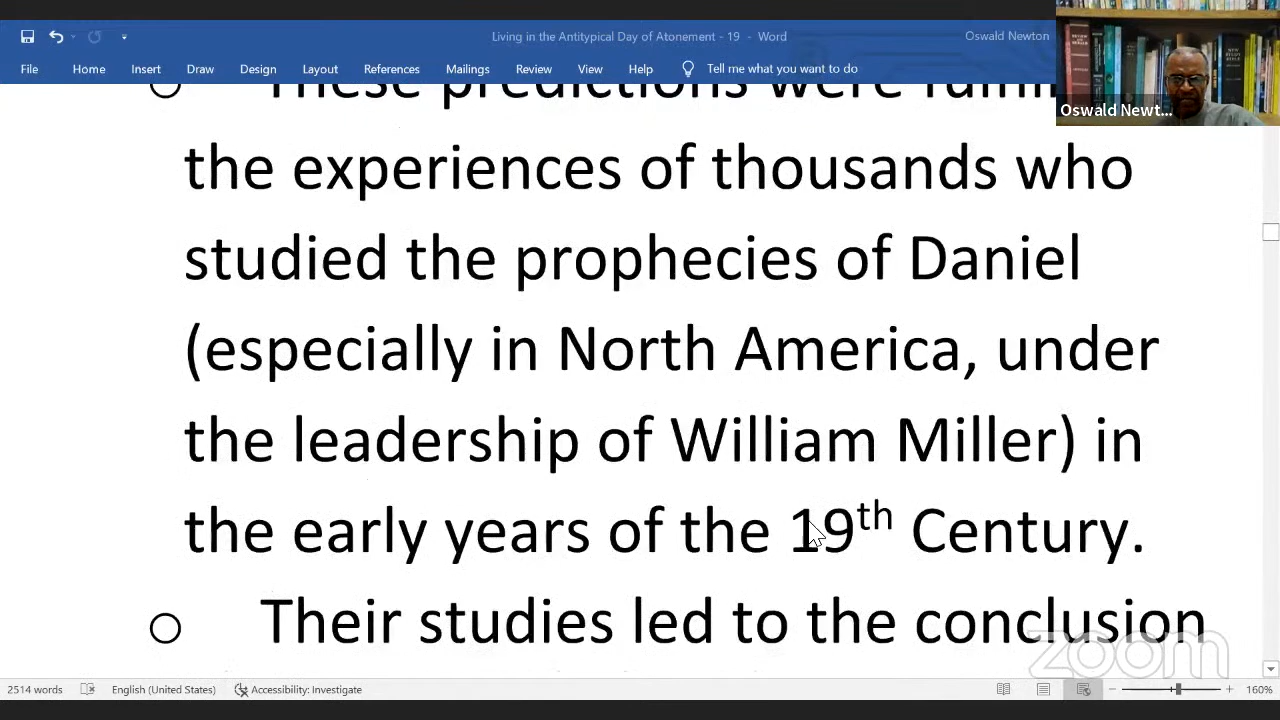 Living in the Antitypical Day of Atonement - 19 - Word
Oswald Newton
File Home Insert Draw Design Layout References Mailings Review View Help Tell me what you want to do
Oswald Newt...
o These predictions were
the experiences of thousands who
studied the prophecies of Daniel
(especially in North America, under
the leadership of William Miller) in
the early years of the 19th Century.
o Their studies led to the conclusion
zoom
2514 words English (United States) Accessibility: Investigate 160%